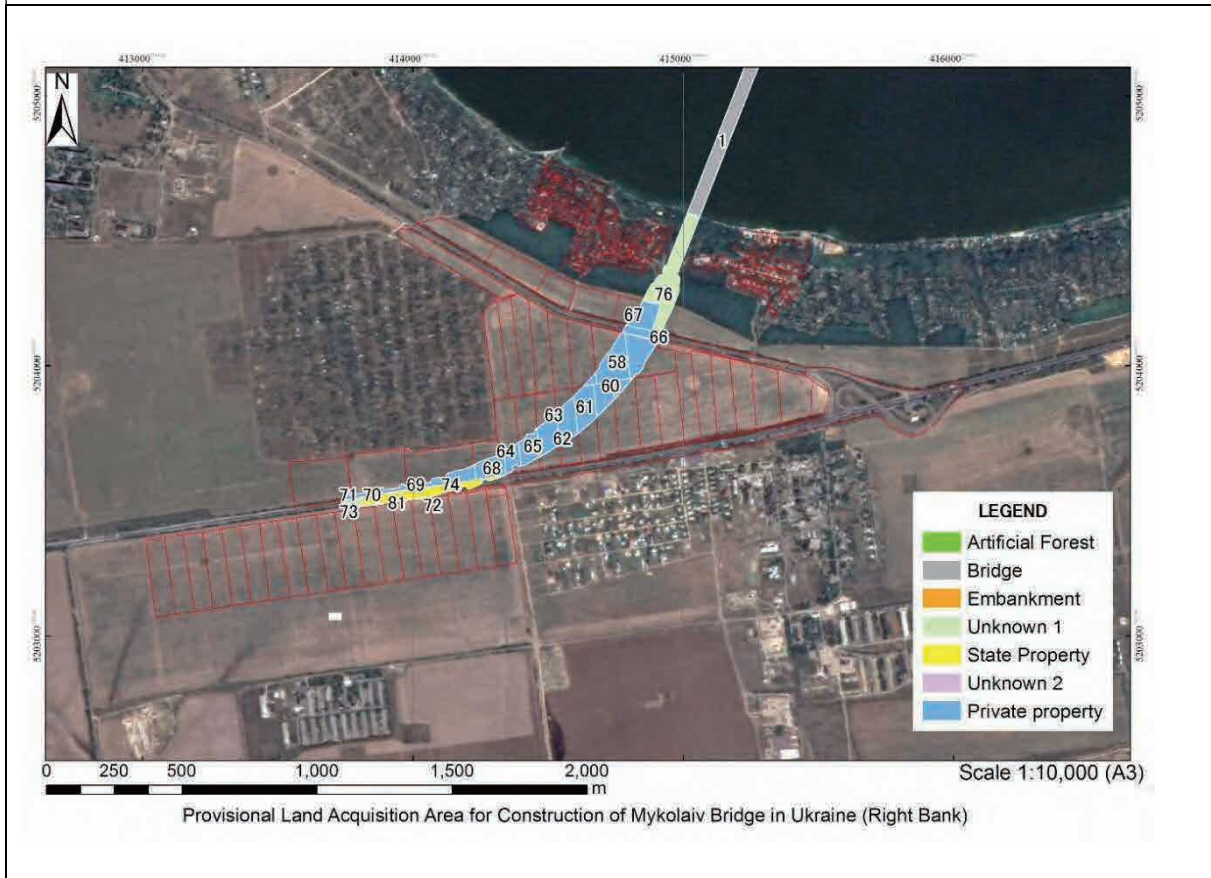 413000 414000 415000 416000
N
5205000 5205000
1
76
67
66
58
5204000 5204000
60
61
63
62
65
64
68
69 74
71 70
81 72
73
LEGEND
Artificial Forest
Bridge
Embankment
Unknown 1
State Property
Unknown 2
Private property
5203000 5203000
0 250 500 1,000 1,500 2,000
m
Scale 1:10,000 (A3)
Provisional Land Acquisition Area for Construction of Mykolaiv Bridge in Ukraine (Right Bank)